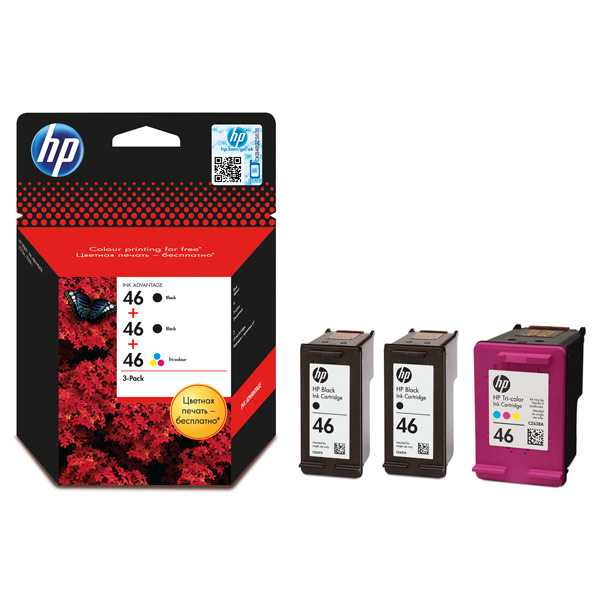 hp
hp
hp.com/go/ok
Colour printing for free*
Цветная печать – бесплатно*
INK ADVANTAGE
46 Black
+
46 Black
+
46 Tri-colour
3-Pack
Цветная
печать –
бесплатно*
INK ADVANTAGE
hp
HP Black
Ink Cartridge
46
hp
HP Black
Ink Cartridge
46
hp
HP Tri-color
Ink Cartridge
CZ638A
46